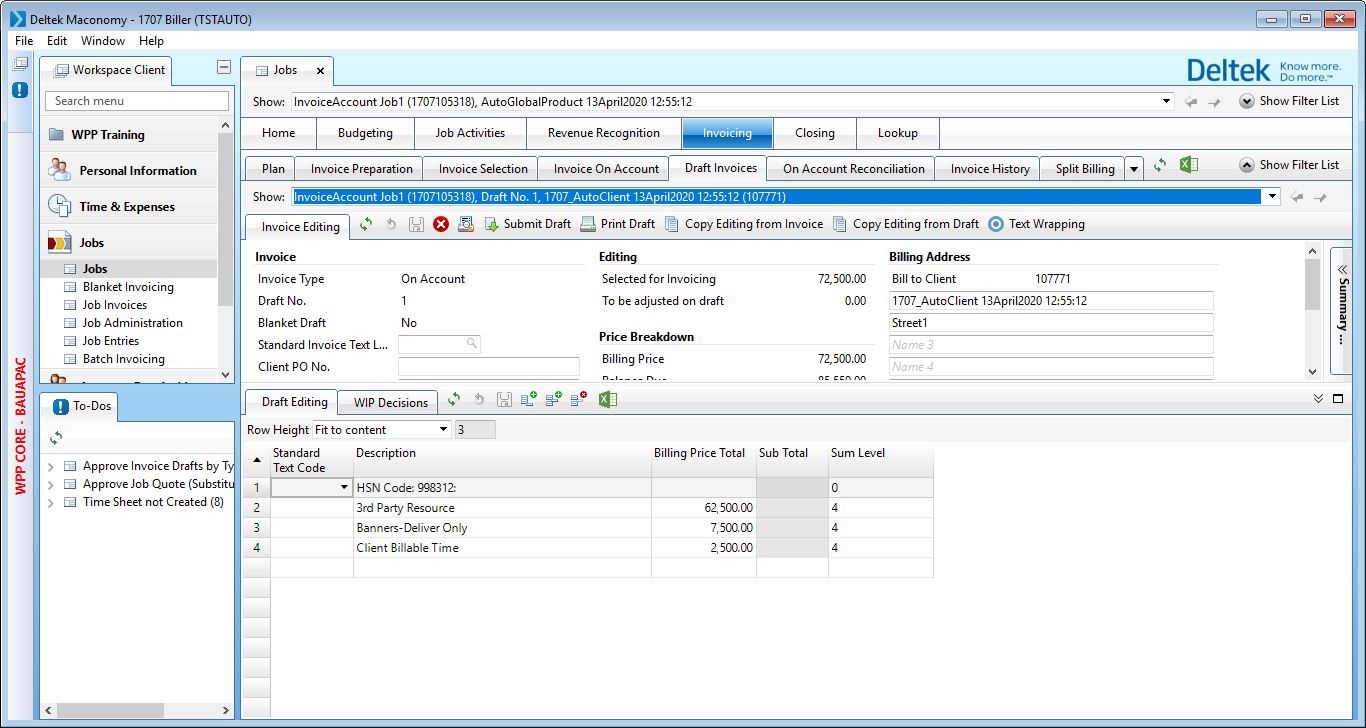 Deltek Maconomy - 1707 Biller (TSTAUTO)
File Edit Window Help
Workspace Client
Search menu
WPP Training
Personal Information
Time & Expenses
Jobs
Jobs
Blanket Invoicing
Job Invoices
Job Administration
Job Entries
Batch Invoicing
WPP CORE - BAUAPAC
To-Dos
Approve Invoice Drafts by Ty
Approve Job Quote (Substitu
Time Sheet not Created (8)
Jobs
Deltek Know more. Do more.™
Show: InvoiceAccount Job1 (1707105318), AutoGlobalProduct 13April2020 12:55:12
Show Filter List
Home Budgeting Job Activities Revenue Recognition Invoicing Closing Lookup
Plan Invoice Preparation Invoice Selection Invoice On Account Draft Invoices On Account Reconciliation Invoice History Split Billing
Show Filter List
Show: InvoiceAccount Job1 (1707105318), Draft No. 1, 1707_AutoClient 13April2020 12:55:12 (107771)
Invoice Editing Submit Draft Print Draft Copy Editing from Invoice Copy Editing from Draft Text Wrapping
Invoice Editing Billing Address
Invoice Type On Account Selected for Invoicing 72,500.00 Bill to Client 107771
Draft No. 1 To be adjusted on draft 0.00 1707_AutoClient 13April2020 12:55:12
Blanket Draft No Street1
Standard Invoice Text L... Price Breakdown Name 3
Client PO No. Billing Price 72,500.00 Name 4
Balance Due 85,550.00
Summary ...
Draft Editing WIP Decisions
Row Height Fit to content 3
Standard Text Code Description Billing Price Total Sub Total Sum Level
1 HSN Code: 998312: 0
2 3rd Party Resource 62,500.00 4
3 Banners-Deliver Only 7,500.00 4
4 Client Billable Time 2,500.00 4